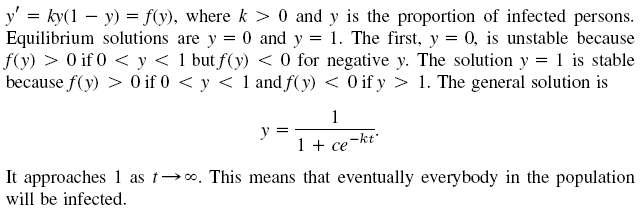 y′ = ky(1 − y) = f(y), where k > 0 and y is the proportion of infected persons.
Equilibrium solutions are y = 0 and y = 1. The first, y = 0, is unstable because
f(y) > 0 if 0 < y < 1 but f(y) < 0 for negative y. The solution y = 1 is stable
because f(y) > 0 if 0 < y < 1 and f(y) < 0 if y > 1. The general solution is
y = 1 / (1 + ce^{−kt}).
It approaches 1 as t→∞. This means that eventually everybody in the population
will be infected.